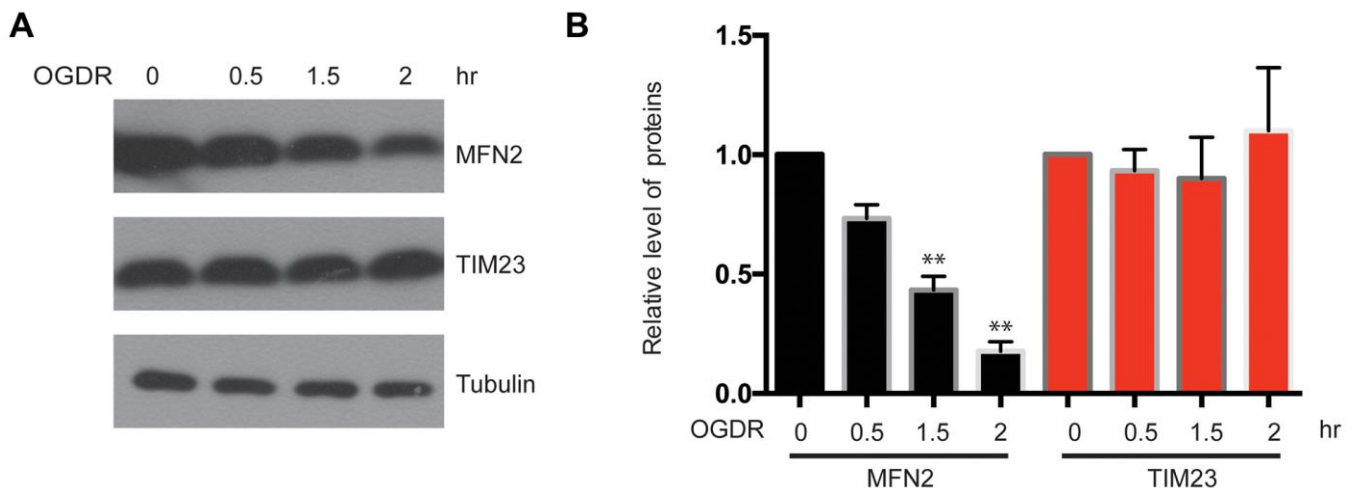 A
OGDR 0 0.5 1.5 2 hr
MFN2
TIM23
Tubulin
B
Relative level of proteins
1.5
1.0
0.5
0.0
** 
**
OGDR 0 0.5 1.5 2 0 0.5 1.5 2 hr
MFN2 TIM23